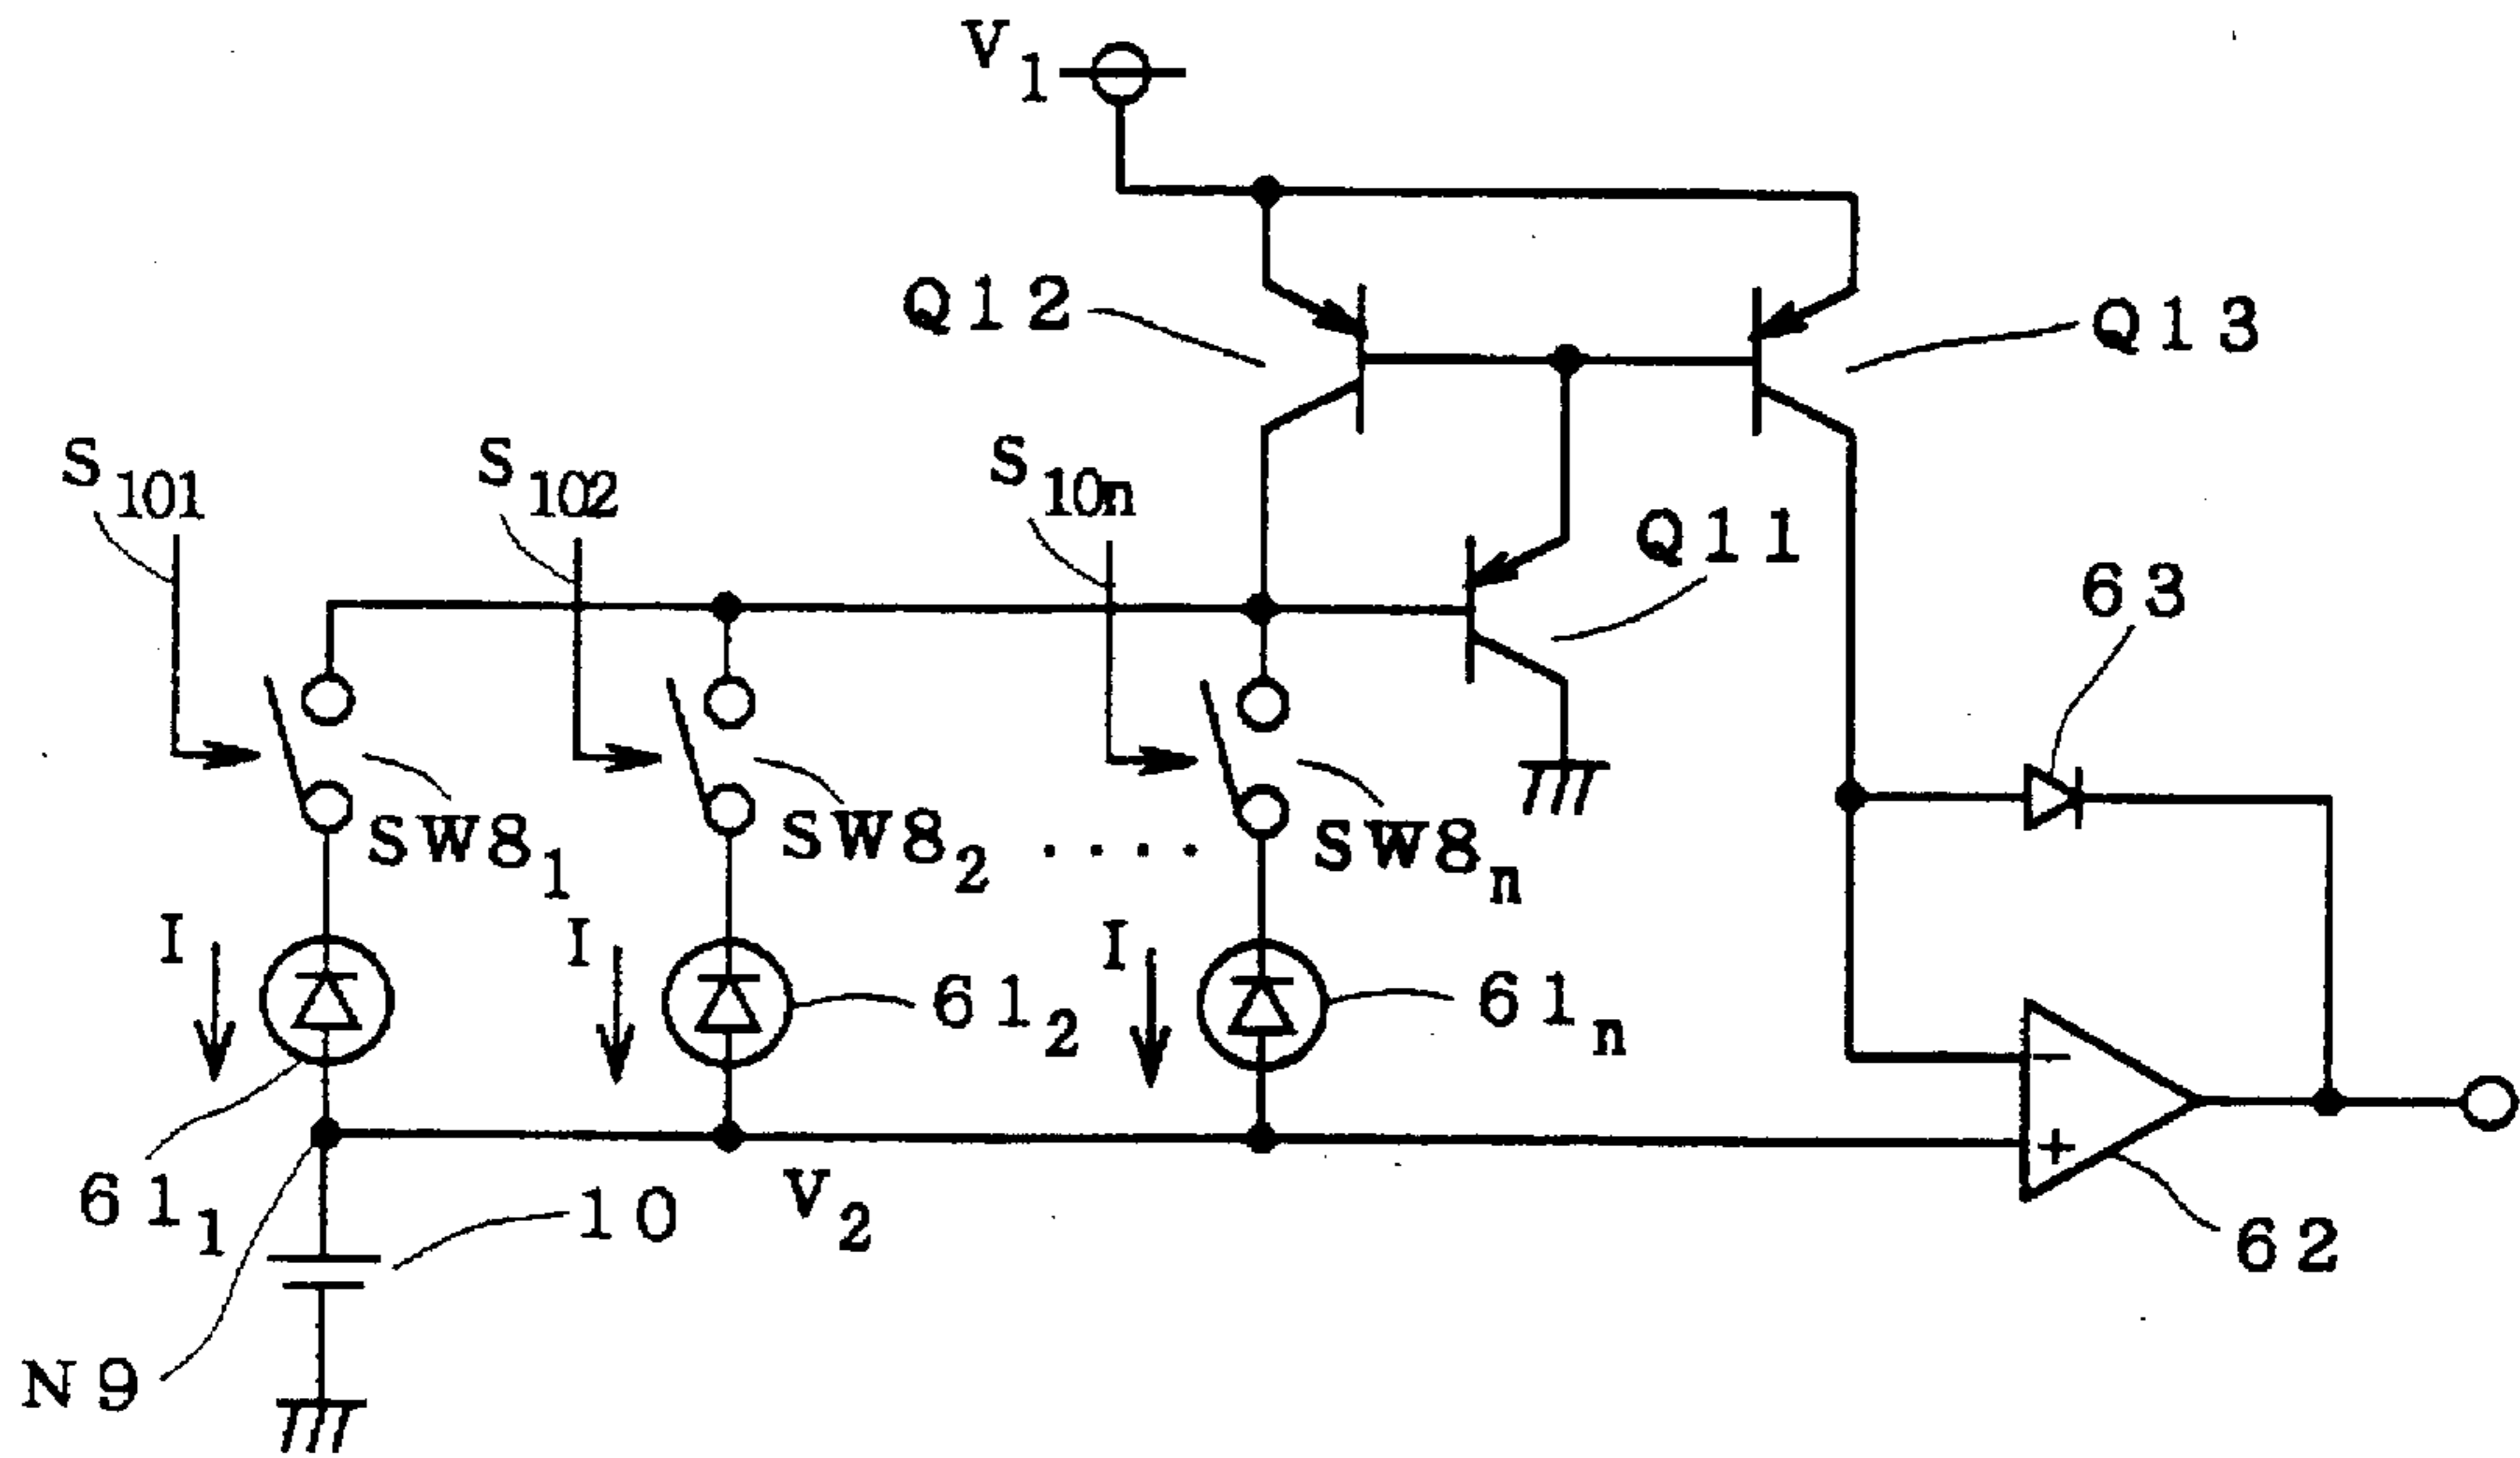 V1
Q12
Q13
S101
S102
S10n
Q11
63
SW81
SW82 ....
SW8n
I
I
I
612
61n
-
+
611
10
V2
62
N9